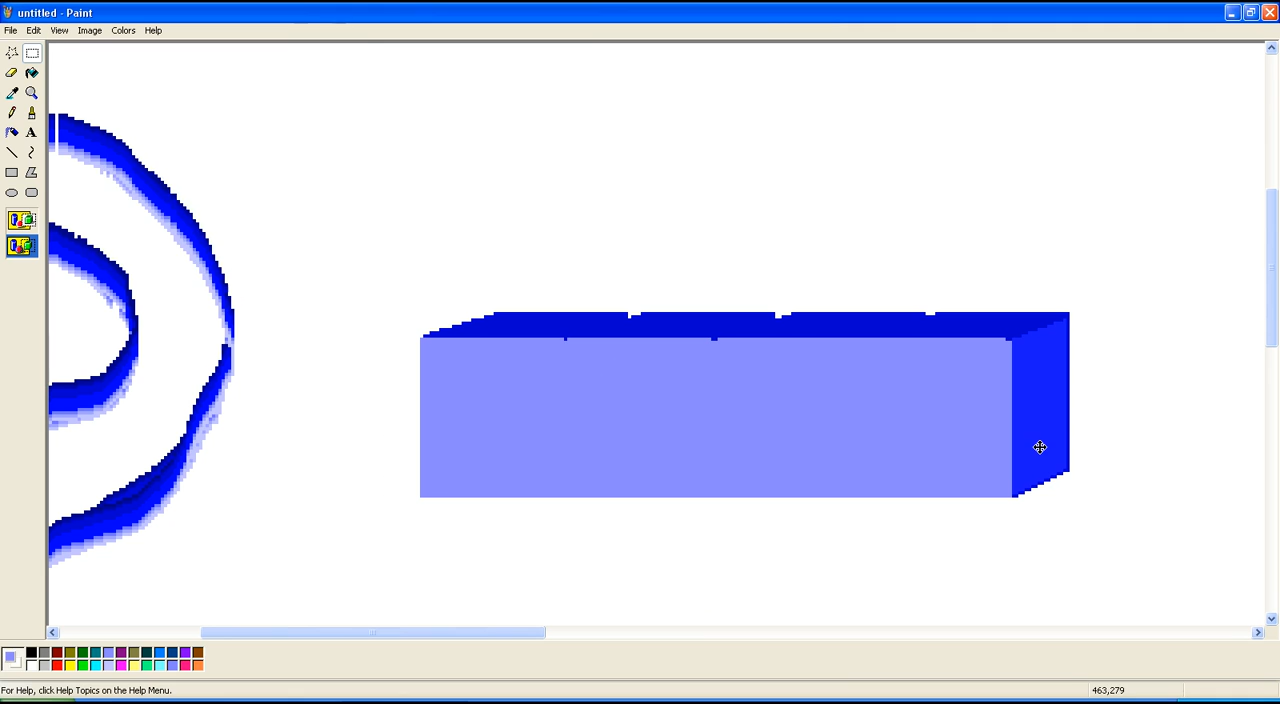 untitled - Paint
File Edit View Image Colors Help
A
For Help, click Help Topics on the Help Menu. 463,279